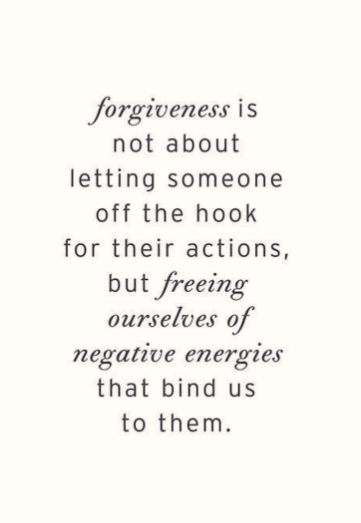 forgiveness is
not about
letting someone
off the hook
for their actions,
but freeing
ourselves of
negative energies
that bind us
to them.